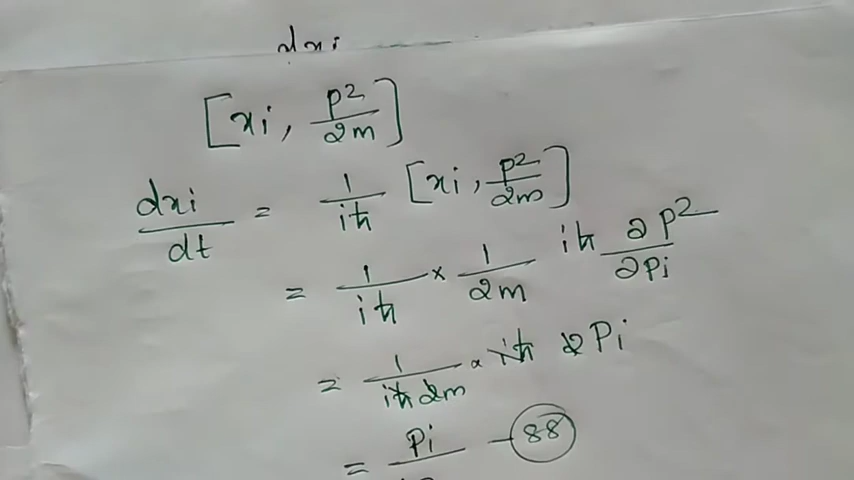 dxi
[xi, p²/2m]
dxi/dt = 1/iħ [xi, p²/2m]
= 1/iħ × 1/2m iħ ∂p²/∂pi
= 1/iħ2m × iħ 2Pi
= Pi/ — 88